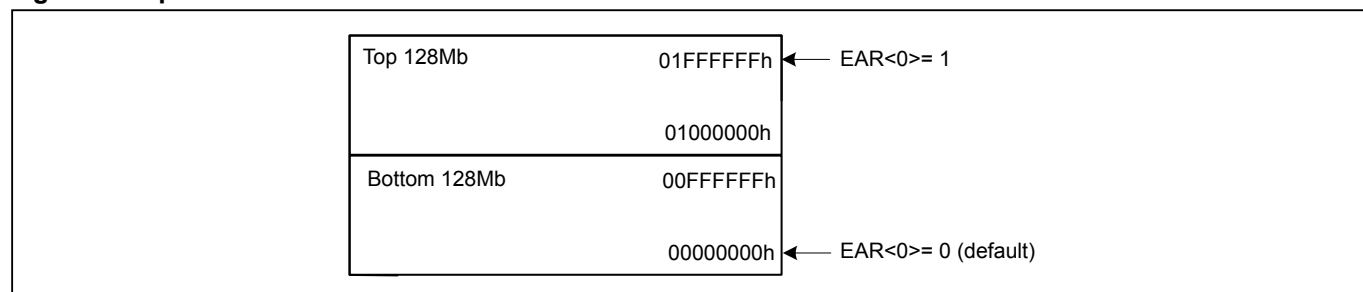 Top 128Mb 01FFFFFFh EAR<0>= 1
01000000h
Bottom 128Mb 00FFFFFFh
00000000h EAR<0>= 0 (default)